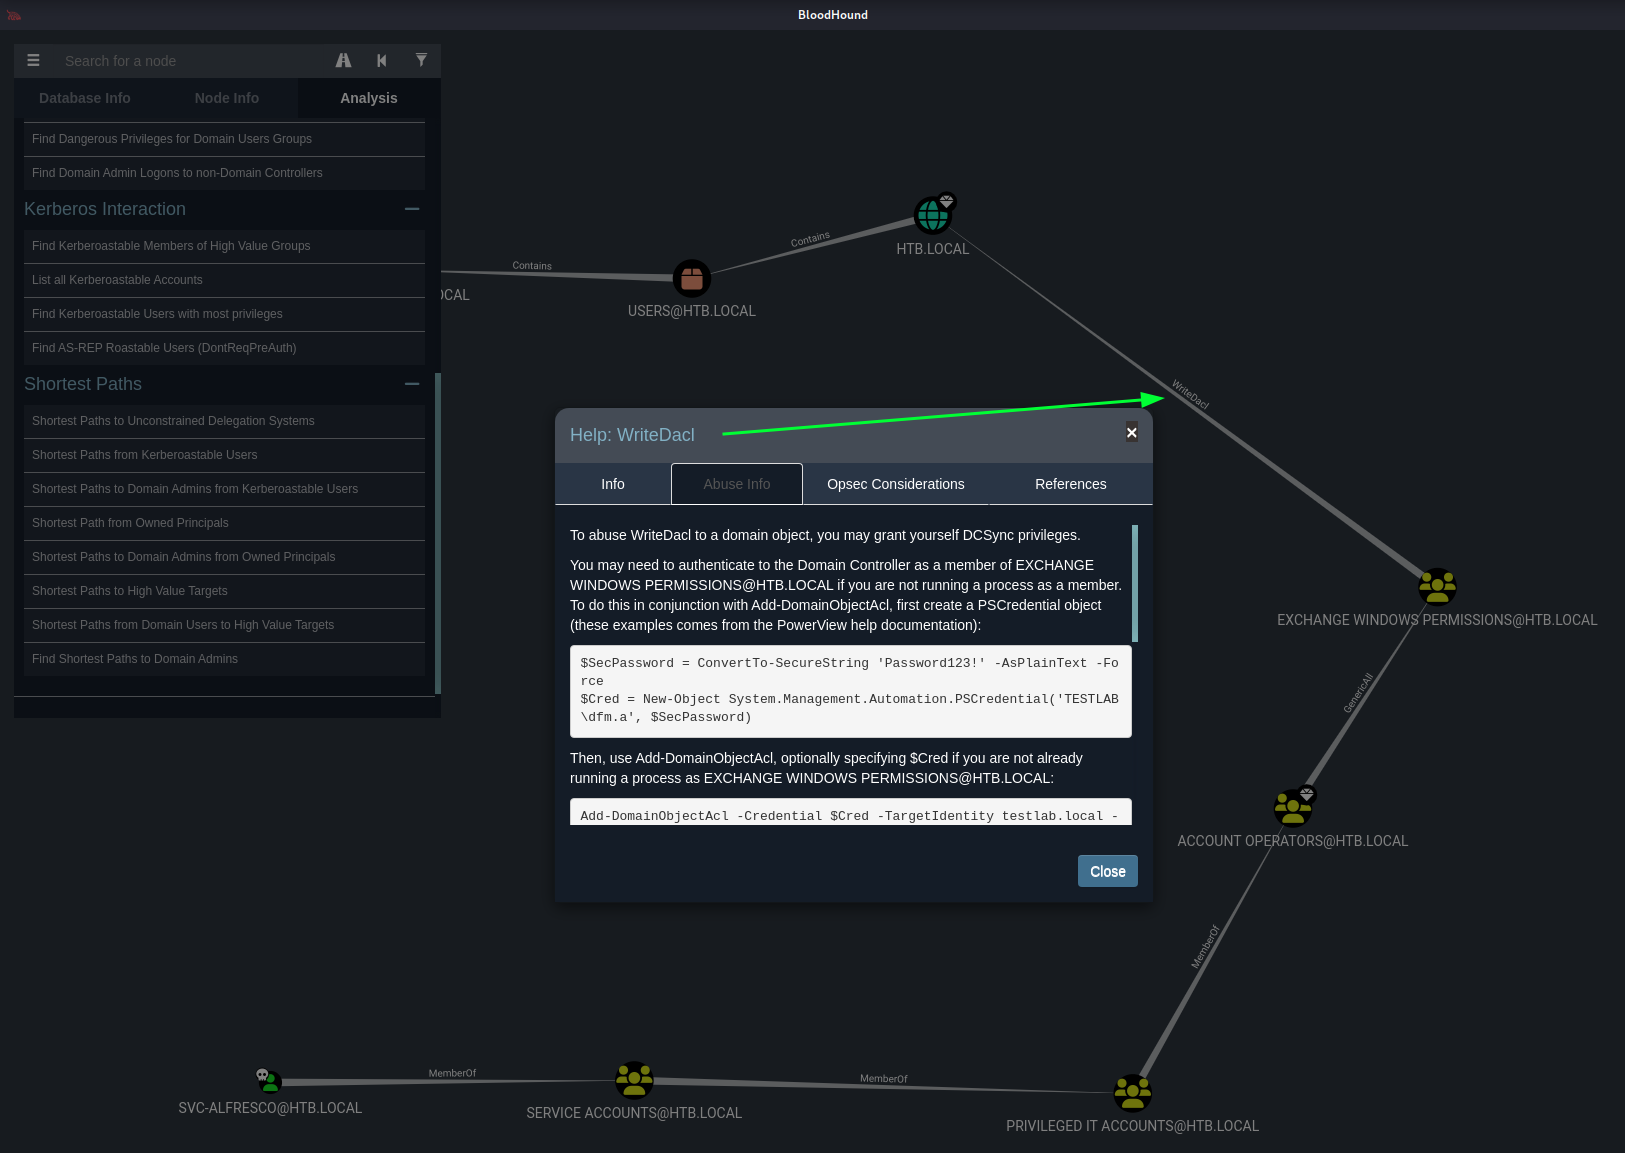 BloodHound
Search for a node
Database Info
Node Info
Analysis
Find Dangerous Privileges for Domain Users Groups
Find Domain Admin Logons to non-Domain Controllers
Kerberos Interaction
Find Kerberoastable Members of High Value Groups
List all Kerberoastable Accounts
Find Kerberoastable Users with most privileges
Find AS-REP Roastable Users (DontReqPreAuth)
Shortest Paths
Shortest Paths to Unconstrained Delegation Systems
Shortest Paths from Kerberoastable Users
Shortest Paths to Domain Admins from Kerberoastable Users
Shortest Path from Owned Principals
Shortest Paths to Domain Admins from Owned Principals
Shortest Paths to High Value Targets
Shortest Paths from Domain Users to High Value Targets
Find Shortest Paths to Domain Admins
Contains
OCAL
USERS@HTB.LOCAL
Contains
HTB.LOCAL
WriteDacl
Help: WriteDacl
×
Info
Abuse Info
Opsec Considerations
References
To abuse WriteDacl to a domain object, you may grant yourself DCSync privileges.
You may need to authenticate to the Domain Controller as a member of EXCHANGE
WINDOWS PERMISSIONS@HTB.LOCAL if you are not running a process as a member.
To do this in conjunction with Add-DomainObjectAcl, first create a PSCredential object
(these examples comes from the PowerView help documentation):
$SecPassword = ConvertTo-SecureString 'Password123!' -AsPlainText -Fo
rce
$Cred = New-Object System.Management.Automation.PSCredential('TESTLAB
\dfm.a', $SecPassword)
Then, use Add-DomainObjectAcl, optionally specifying $Cred if you are not already
running a process as EXCHANGE WINDOWS PERMISSIONS@HTB.LOCAL:
Add-DomainObjectAcl -Credential $Cred -TargetIdentity testlab.local -
Close
EXCHANGE WINDOWS PERMISSIONS@HTB.LOCAL
GenericAll
ACCOUNT OPERATORS@HTB.LOCAL
MemberOf
SVC-ALFRESCO@HTB.LOCAL
MemberOf
SERVICE ACCOUNTS@HTB.LOCAL
MemberOf
PRIVILEGED IT ACCOUNTS@HTB.LOCAL